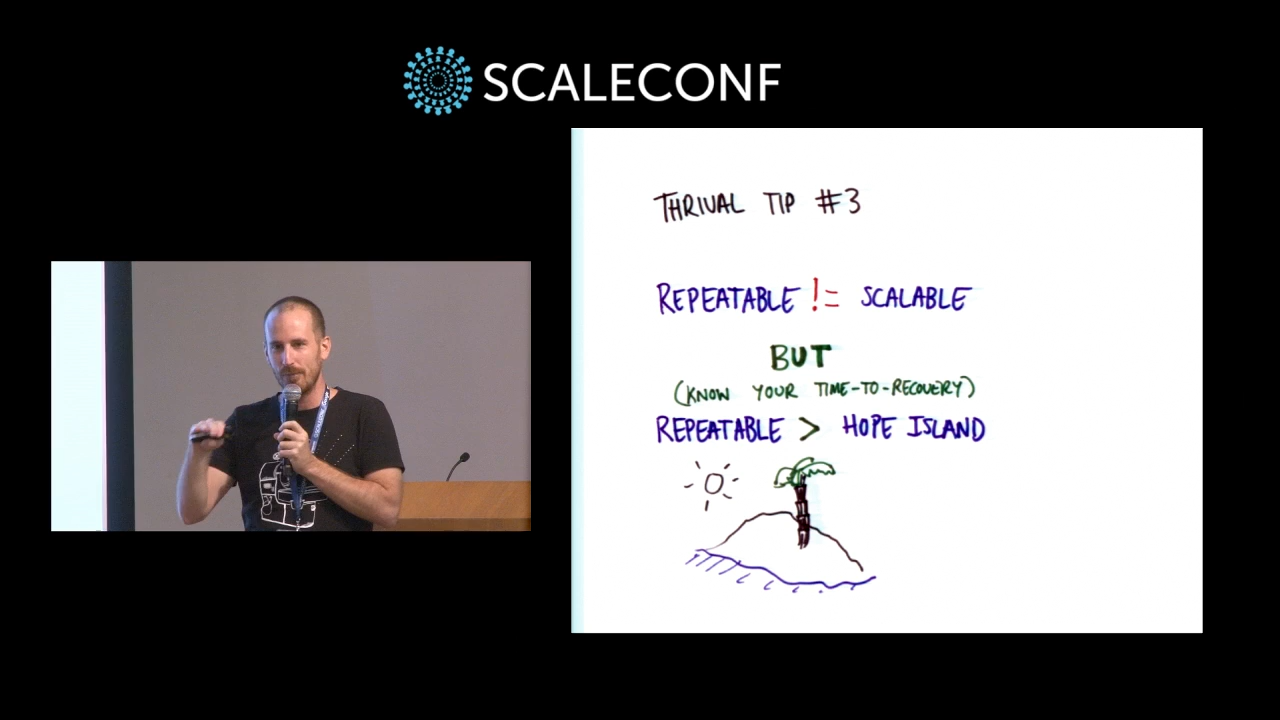 SCALECONF
THRIVAL TIP #3
REPEATABLE != SCALABLE
BUT
(KNOW YOUR TIME-TO-RECOVERY)
REPEATABLE > HOPE ISLAND